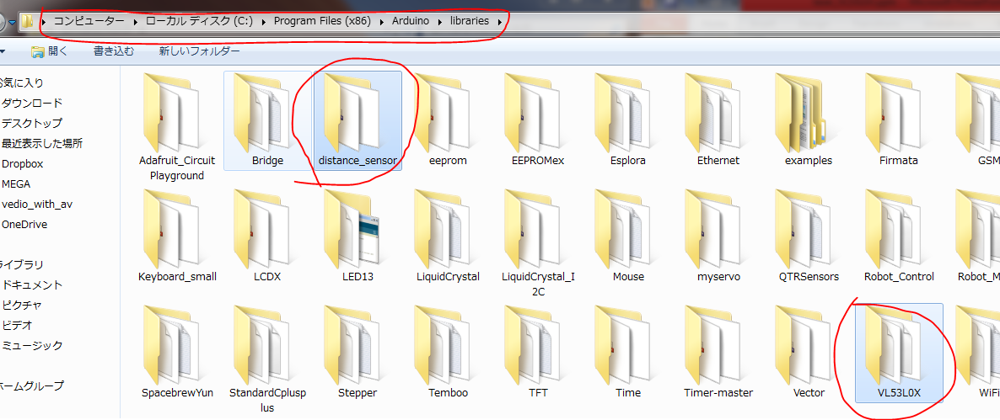 コンピューター ▸ ローカル ディスク (C:) ▸ Program Files (x86) ▸ Arduino ▸ libraries ▸
開く 書き込む 新しいフォルダー
お気に入り
ダウンロード
デスクトップ
最近表示した場所
Dropbox
MEGA
vedio_with_av
OneDrive
ライブラリ
ドキュメント
ピクチャ
ビデオ
ミュージック
ホームグループ
Adafruit_Circuit
Playground
Bridge
distance_sensor
eeprom
EEPROMex
Esplora
Ethernet
examples
Firmata
GSM
Keyboard_small
LCDX
LED13
LiquidCrystal
LiquidCrystal_I
2C
Mouse
myservo
QTRSensors
Robot_Control
Robot_M
SpacebrewYun
StandardCplusp
plus
Stepper
Temboo
TFT
Time
Timer-master
Vector
VL53L0X
WiFi